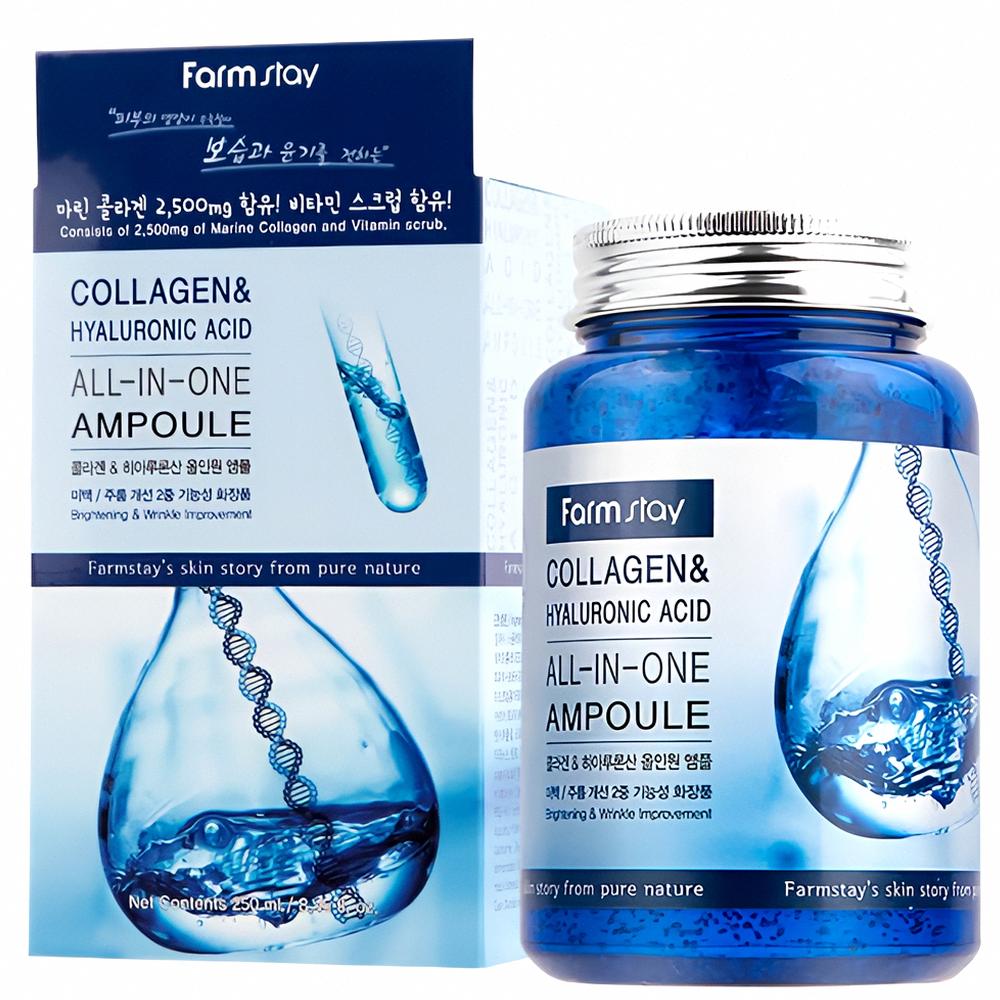 Farmstay
"피부의
보습과 윤기를 전하는"
마린 콜라겐 2,500mg 함유! 비타민 스크럽 함유!
Consists of 2,500mg of Marine Collagen and Vitamin scrub.
COLLAGEN&
HYALURONIC ACID
ALL-IN-ONE
AMPOULE
콜라겐 & 히아루론산 올인원 앰플
미백 / 주름 개선 2중 기능성 화장품
Brightening & Wrinkle Improvement
Farmstay's skin story from pure nature
Net Contents 250 ml /
Farmstay
COLLAGEN&
HYALURONIC ACID
ALL-IN-ONE
AMPOULE
콜라겐 & 히아루론산 올인원 앰플
미백 / 주름 개선 2중 기능성 화장품
Brightening & Wrinkle Improvement
story from pure nature
Farmstay's skin story from